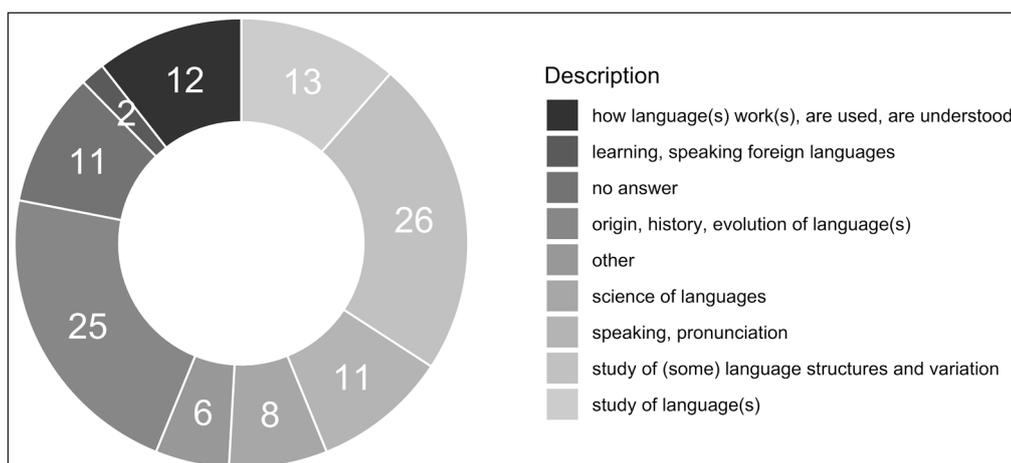 12
13
2
11
26
25
11
6
8
Description
how language(s) work(s), are used, are understood
learning, speaking foreign languages
no answer
origin, history, evolution of language(s)
other
science of languages
speaking, pronunciation
study of (some) language structures and variation
study of language(s)